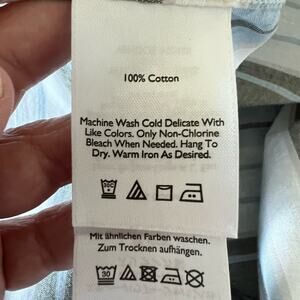 100% Cotton
Machine Wash Cold Delicate With
Like Colors. Only Non-Chlorine
Bleach When Needed. Hang To
Dry. Warm Iron As Desired.
Mit ähnlichen Farben waschen.
Zum Trocknen aufhängen.
30